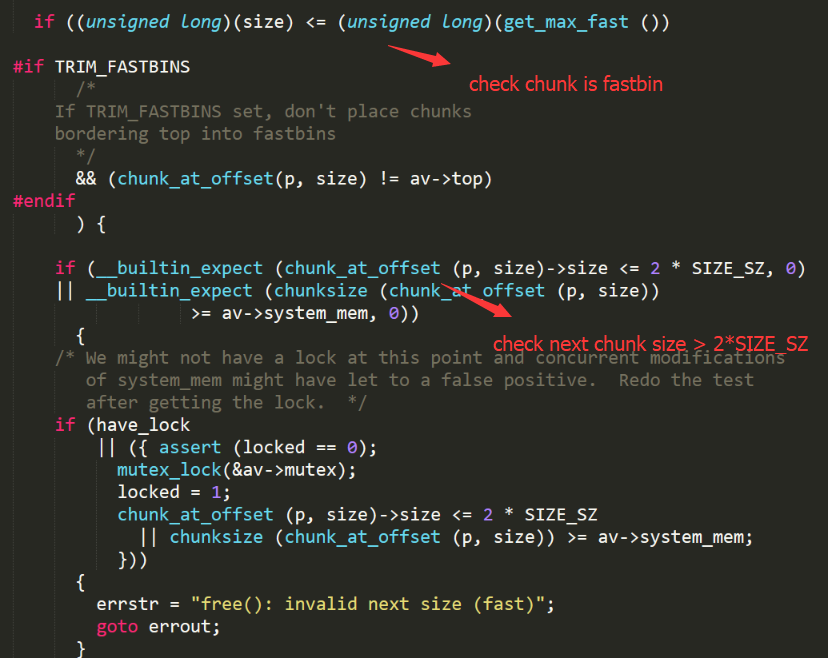 if ((unsigned long)(size) <= (unsigned long)(get_max_fast ())
check chunk is fastbin
#if TRIM_FASTBINS
/*
If TRIM_FASTBINS set, don't place chunks
bordering top into fastbins
*/
&& (chunk_at_offset(p, size) != av->top)
#endif
) {
if (__builtin_expect (chunk_at_offset (p, size)->size <= 2 * SIZE_SZ, 0)
|| __builtin_expect (chunksize (chunk_at_offset (p, size))
>= av->system_mem, 0))
check next chunk size > 2*SIZE_SZ
{
/* We might not have a lock at this point and concurrent modifications
of system_mem might have let to a false positive.  Redo the test
after getting the lock.  */
if (have_lock
|| ({ assert (locked == 0);
mutex_lock(&av->mutex);
locked = 1;
chunk_at_offset (p, size)->size <= 2 * SIZE_SZ
|| chunksize (chunk_at_offset (p, size)) >= av->system_mem;
}))
{
errstr = "free(): invalid next size (fast)";
goto errout;
}